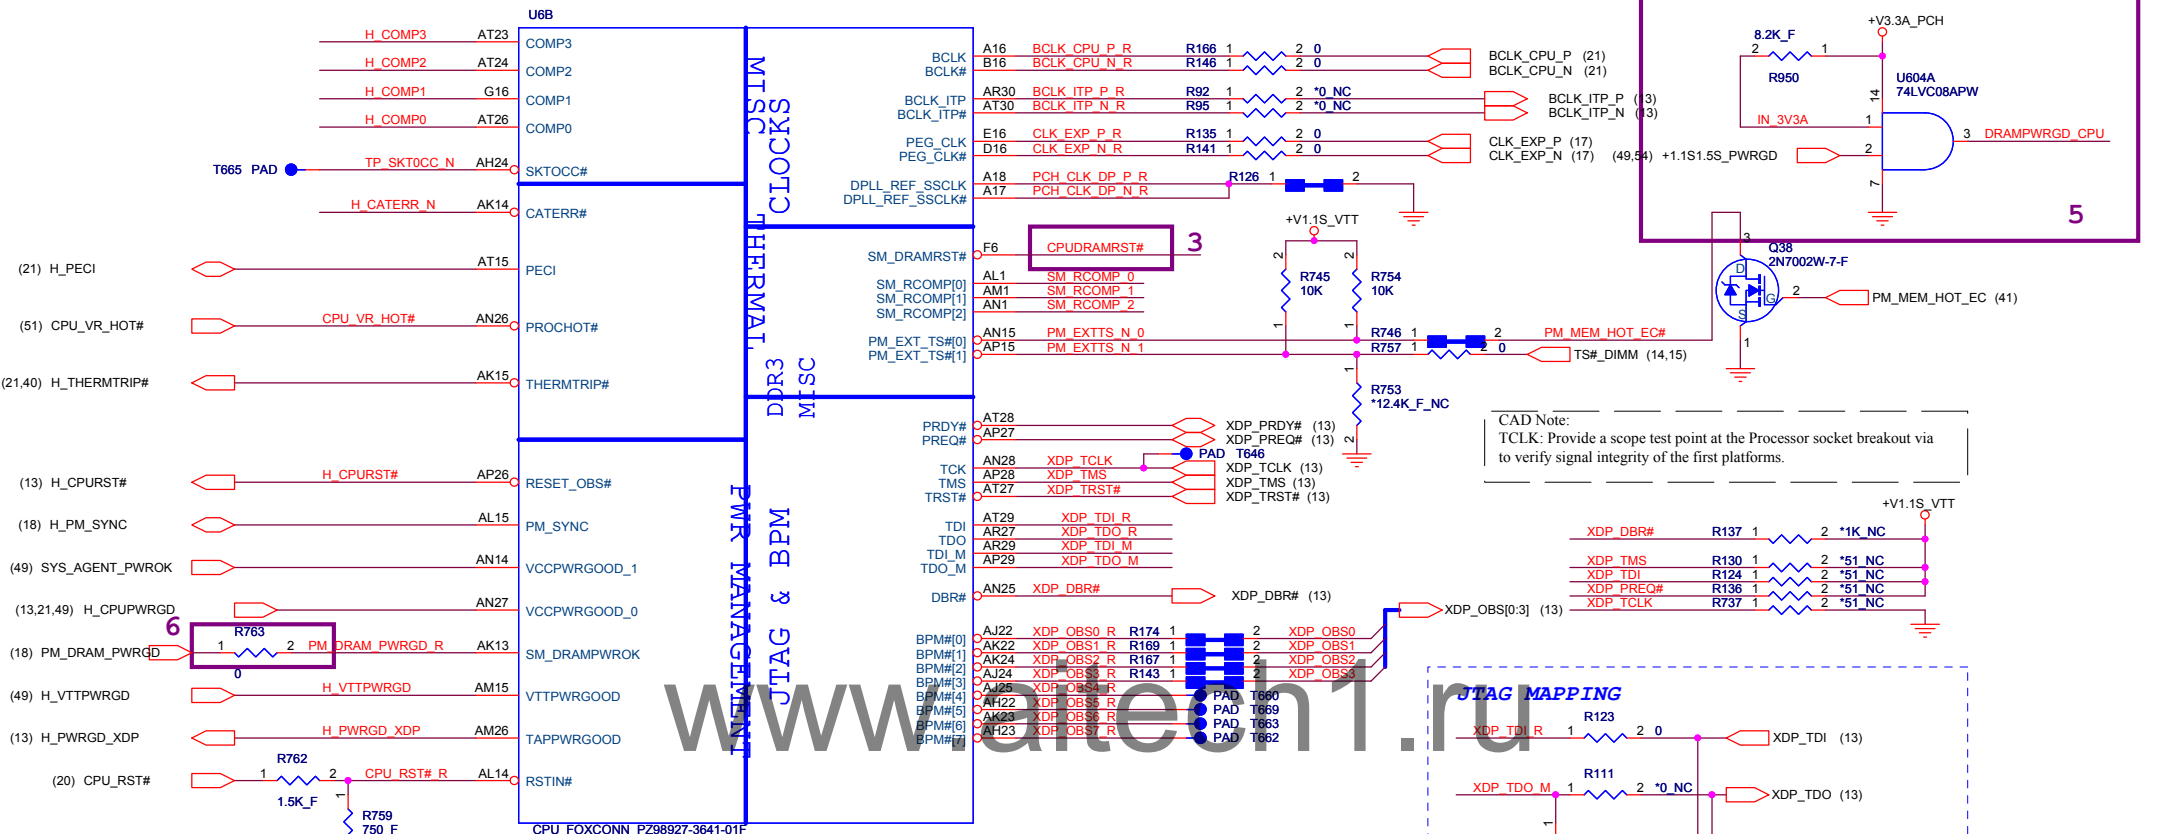 U6B
H_COMP3 AT23 COMP3
H_COMP2 AT24 COMP2
H_COMP1 G16 COMP1
H_COMP0 AT26 COMP0
T665 PAD TP_SKT0CC_N AH24 SKTOCC#
H_CATERR_N AK14 CATERR#
(21) H_PECI AT15 PECI
(51) CPU_VR_HOT# CPU_VR_HOT# AN26 PROCHOT#
(21,40) H_THERMTRIP# AK15 THERMTRIP#
(13) H_CPURST# H_CPURST# AP26 RESET_OBS#
(18) H_PM_SYNC AL15 PM_SYNC
(49) SYS_AGENT_PWROK AN14 VCCPWRGOOD_1
(13,21,49) H_CPUPWRGD AN27 VCCPWRGOOD_0
6
R763
(18) PM_DRAM_PWRGD 1 2 PM_DRAM_PWRGD_R AK13 SM_DRAMPWROK
0
(49) H_VTTPWRGD H_VTTPWRGD AM15 VTTPWRGOOD
(13) H_PWRGD_XDP H_PWRGD_XDP AM26 TAPPWRGOOD
R762
(20) CPU_RST# 1 2 CPU_RST#_R AL14 RSTIN#
1.5K_F
1
R759
750_F
CPU_FOXCONN_PZ98927-3641-01F
MISC
CLOCKS
THERMAL
DDR3
MISC
PWR MANAGEMENT
JTAG & BPM
BCLK A16 BCLK_CPU_P_R R166 1 2 0 BCLK_CPU_P (21)
BCLK# B16 BCLK_CPU_N_R R146 1 2 0 BCLK_CPU_N (21)
BCLK_ITP AR30 BCLK_ITP_P_R R92 1 2 *0_NC BCLK_ITP_P (13)
BCLK_ITP# AT30 BCLK_ITP_N_R R95 1 2 *0_NC BCLK_ITP_N (13)
PEG_CLK E16 CLK_EXP_P_R R135 1 2 0 CLK_EXP_P (17)
PEG_CLK# D16 CLK_EXP_N_R R141 1 2 0 CLK_EXP_N (17)
DPLL_REF_SSCLK A18 PCH_CLK_DP_P_R R126 1 2
DPLL_REF_SSCLK# A17 PCH_CLK_DP_N_R
+V1.1S_VTT
SM_DRAMRST# F6 CPUDRAMRST# 3
2 R745 10K 1
2 R754 10K 1
SM_RCOMP[0] AL1 SM_RCOMP_0
SM_RCOMP[1] AM1 SM_RCOMP_1
SM_RCOMP[2] AN1 SM_RCOMP_2
PM_EXT_TS#[0] AN15 PM_EXTTS_N_0 R746 1 2 PM_MEM_HOT_EC#
PM_EXT_TS#[1] AP15 PM_EXTTS_N_1 R757 1 2 0 TS#_DIMM (14,15)
1 R753
*12.4K_F_NC
2
PRDY# AT28 XDP_PRDY# (13)
PREQ# AP27 XDP_PREQ# (13)
PAD T646
TCK AN28 XDP_TCLK XDP_TCLK (13)
TMS AP28 XDP_TMS XDP_TMS (13)
TRST# AT27 XDP_TRST# XDP_TRST# (13)
TDI AT29 XDP_TDI_R
TDO AR27 XDP_TDO_R
TDI_M AR29 XDP_TDI_M
TDO_M AP29 XDP_TDO_M
DBR# AN25 XDP_DBR# XDP_DBR# (13)
XDP_OBS[0:3] (13)
BPM#[0] AJ22 XDP_OBS0_R R174 1 2 XDP_OBS0
BPM#[1] AK22 XDP_OBS1_R R169 2 XDP_OBS1
BPM#[2] AK24 XDP_OBS2_R R167 1 2 XDP_OBS2
BPM#[3] AJ24 XDP_OBS3_R R143 1 2 XDP_OBS3
BPM#[4] AJ25 XDP_OBS4_R PAD T660
BPM#[5] AH22 XDP_OBS5_R PAD T669
BPM#[6] AK23 XDP_OBS6_R PAD T663
BPM#[7] AH23 XDP_OBS7_R PAD T662
+V3.3A_PCH
8.2K_F
2 1
R950
U604A
74LVC08APW
14
IN_3V3A 1
3 DRAMPWRGD_CPU
(49,54) +1.1S1.5S_PWRGD 2
7
5
3
Q38
2N7002W-7-F
D
G
S
2 PM_MEM_HOT_EC (41)
1
CAD Note:
TCLK: Provide a scope test point at the Processor socket breakout via
to verify signal integrity of the first platforms.
+V1.1S_VTT
XDP_DBR# R137 1 2 *1K_NC
XDP_TMS R130 1 2 *51_NC
XDP_TDI R124 1 2 *51_NC
XDP_PREQ# R136 1 2 *51_NC
XDP_TCLK R737 1 2 *51_NC
JTAG MAPPING
R123
XDP_TDI_R 1 2 0 XDP_TDI (13)
R111
XDP_TDO_M 1 2 *0_NC XDP_TDO (13)
1
www.aitech1.ru